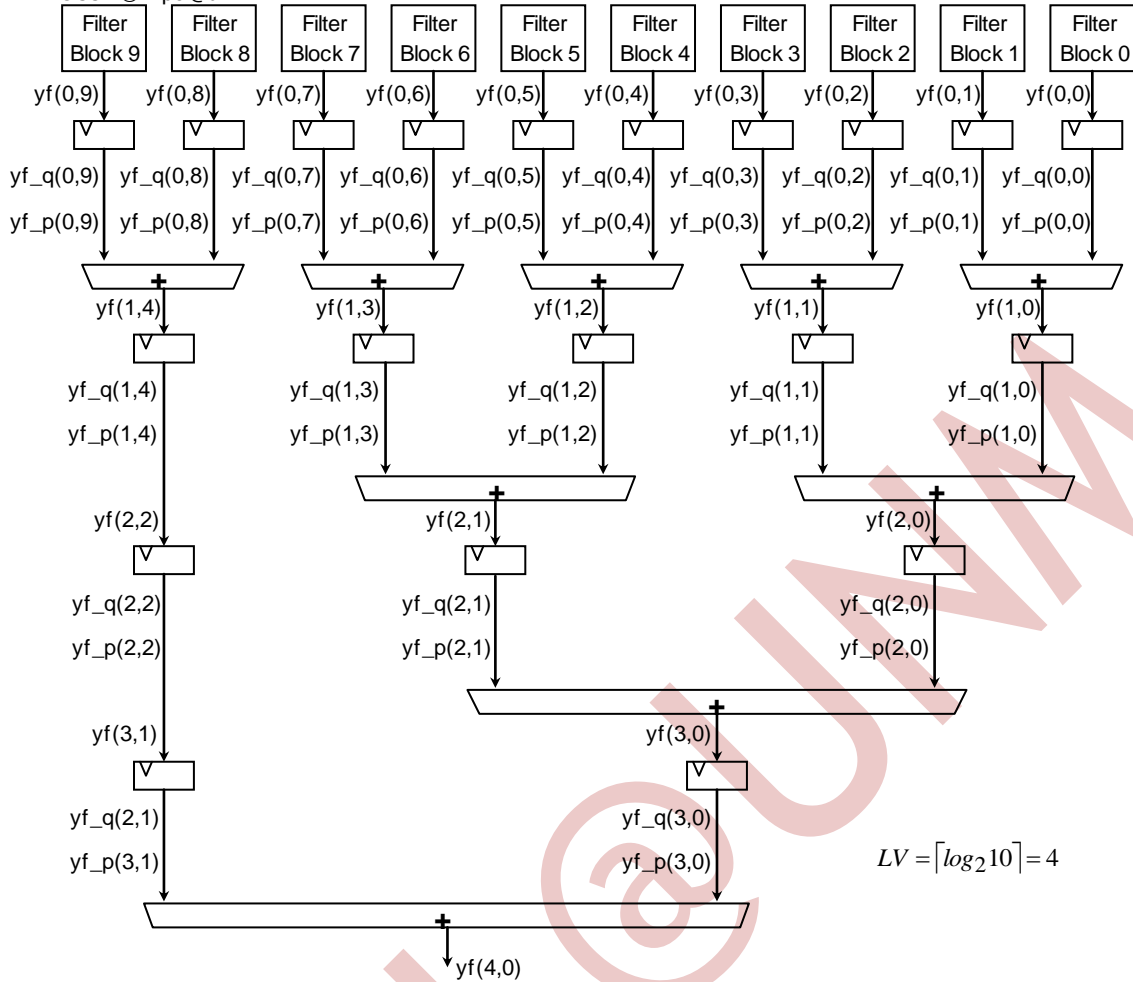 Filter Filter Filter Filter Filter Filter Filter Filter Filter Filter
Block 9 Block 8 Block 7 Block 6 Block 5 Block 4 Block 3 Block 2 Block 1 Block 0
yf(0,9) yf(0,8) yf(0,7) yf(0,6) yf(0,5) yf(0,4) yf(0,3) yf(0,2) yf(0,1) yf(0,0)
yf_q(0,9) yf_q(0,8) yf_q(0,7) yf_q(0,6) yf_q(0,5) yf_q(0,4) yf_q(0,3) yf_q(0,2) yf_q(0,1) yf_q(0,0)
yf_p(0,9) yf_p(0,8) yf_p(0,7) yf_p(0,6) yf_p(0,5) yf_p(0,4) yf_p(0,3) yf_p(0,2) yf_p(0,1) yf_p(0,0)
+ + + + +
yf(1,4) yf(1,3) yf(1,2) yf(1,1) yf(1,0)
yf_q(1,4) yf_q(1,3) yf_q(1,2) yf_q(1,1) yf_q(1,0)
yf_p(1,4) yf_p(1,3) yf_p(1,2) yf_p(1,1) yf_p(1,0)
+ +
yf(2,2) yf(2,1) yf(2,0)
yf_q(2,2) yf_q(2,1) yf_q(2,0)
yf_p(2,2) yf_p(2,1) yf_p(2,0)
+
yf(3,1) yf(3,0)
yf_q(2,1) yf_q(3,0)
yf_p(3,1) yf_p(3,0)
LV = ⌈log₂10⌉ = 4
+
yf(4,0)
@UNM